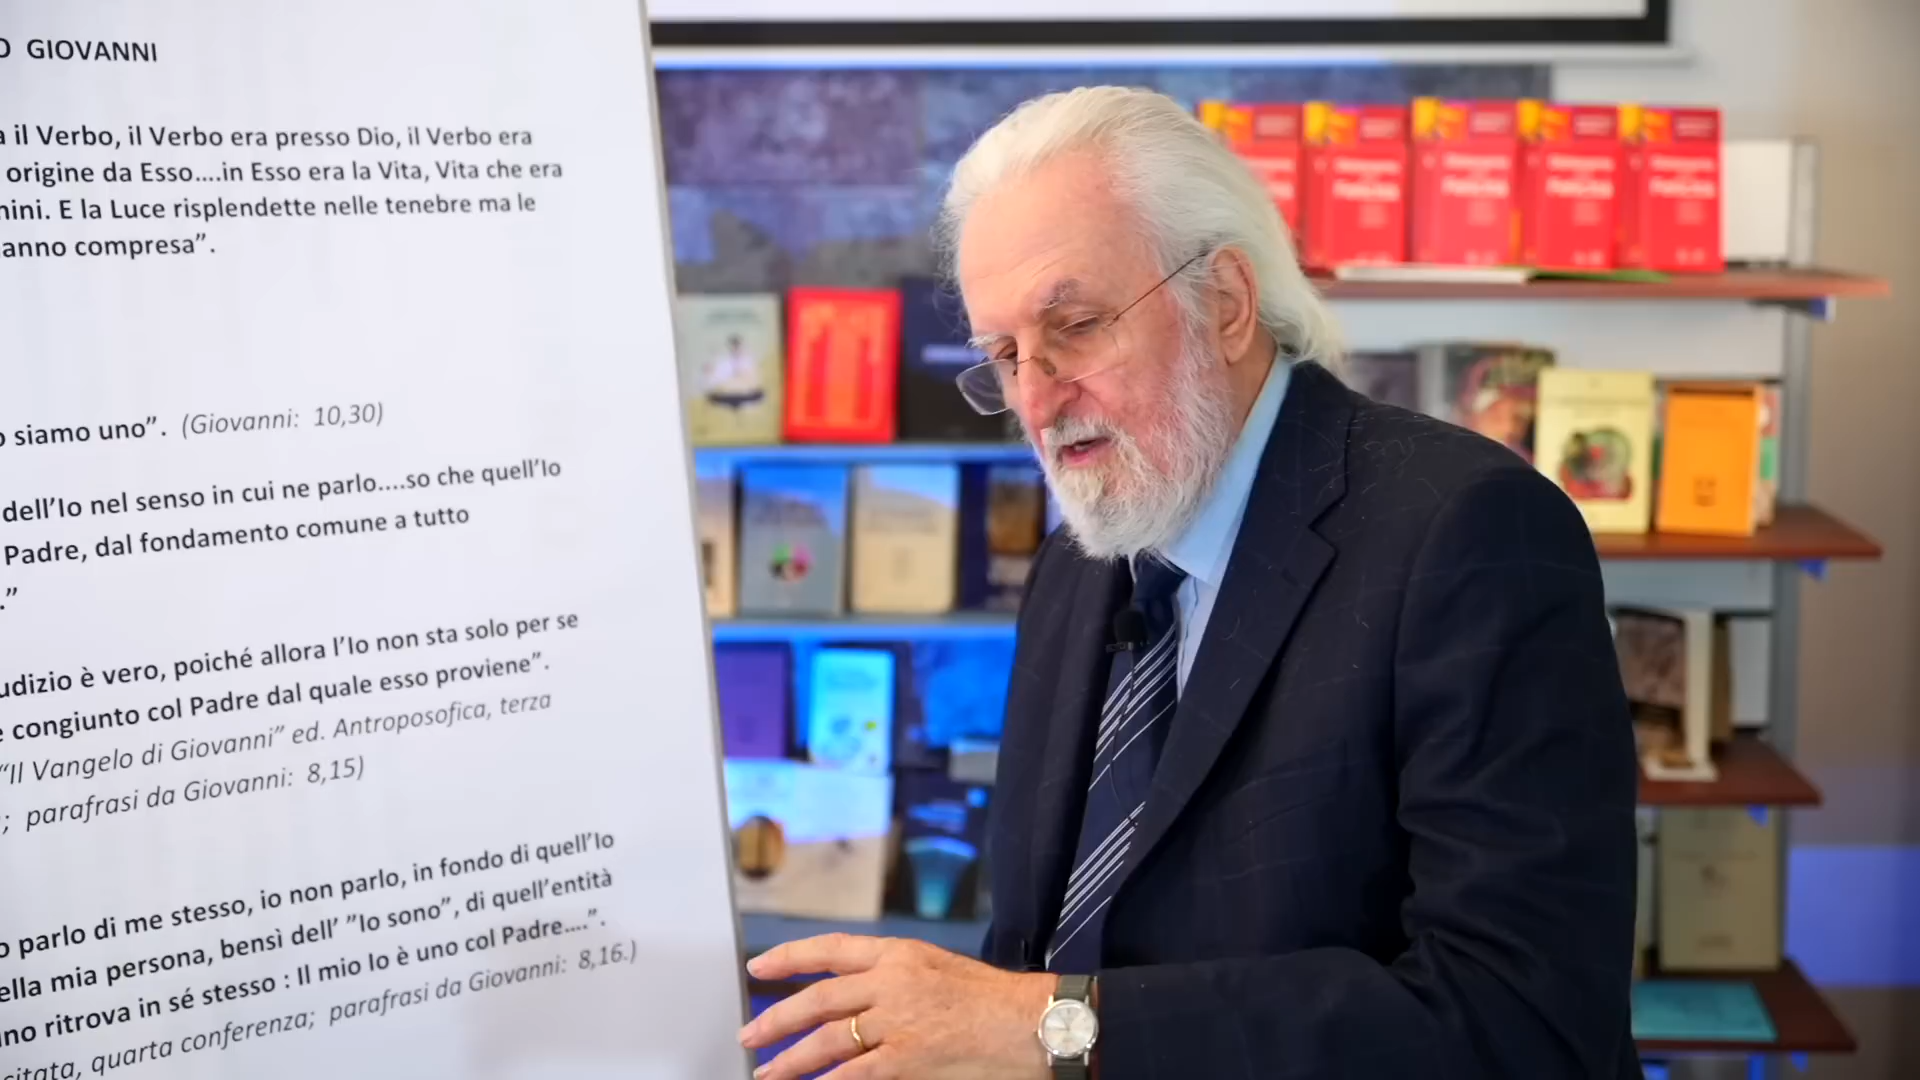 O GIOVANNI
a il Verbo, il Verbo era presso Dio, il Verbo era
origine da Esso....in Esso era la Vita, Vita che era
nini. E la Luce risplendette nelle tenebre ma le
anno compresa”.
o siamo uno”. (Giovanni: 10,30)
dell’Io nel senso in cui ne parlo....so che quell’Io
Padre, dal fondamento comune a tutto
.”
udizio è vero, poiché allora l’Io non sta solo per se
e congiunto col Padre dal quale esso proviene”.
“Il Vangelo di Giovanni” ed. Antroposofica, terza
; parafrasi da Giovanni: 8,15)
o parlo di me stesso, io non parlo, in fondo di quell’Io
ella mia persona, bensì dell’ ”Io sono”, di quell’entità
no ritrova in sé stesso : Il mio Io è uno col Padre....”.
citata, quarta conferenza; parafrasi da Giovanni: 8,16.)